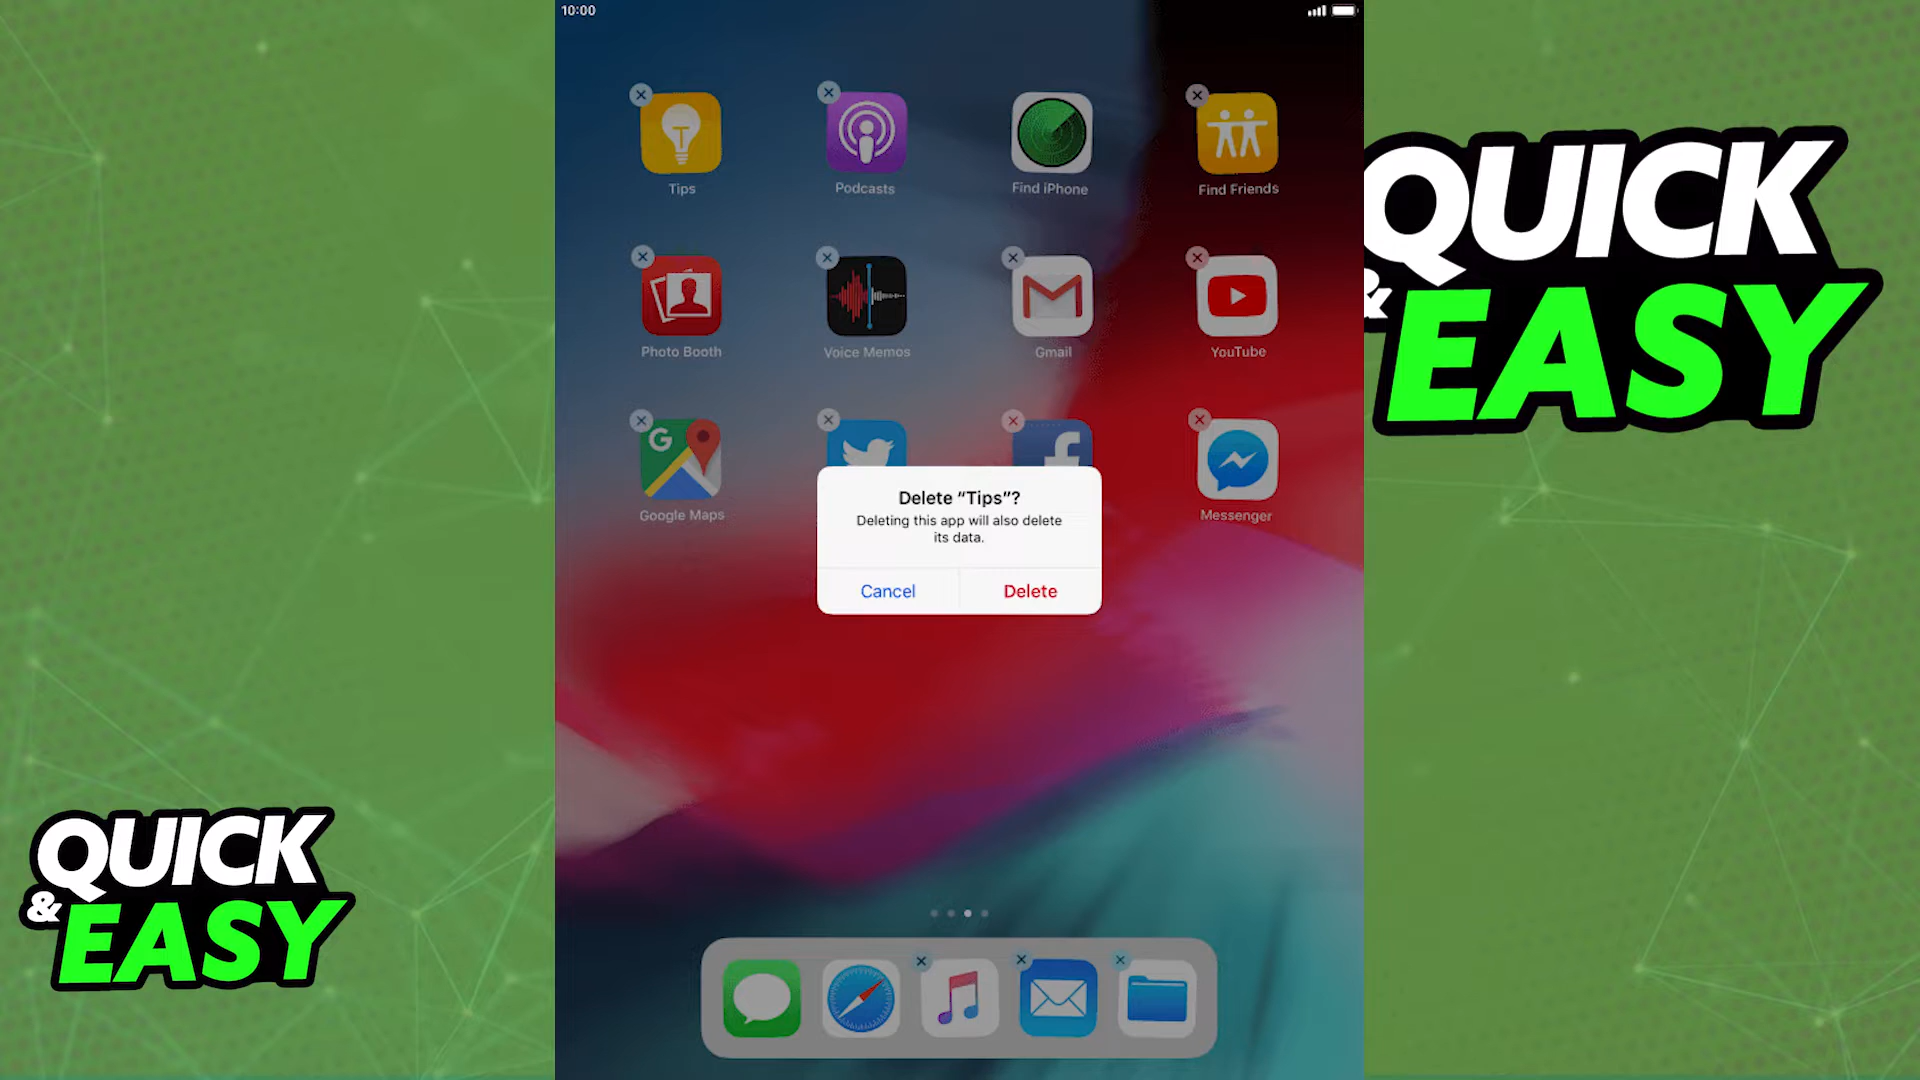 10:00
Tips
Podcasts
Find iPhone
Find Friends
Photo Booth
Voice Memos
Gmail
YouTube
G
f
Google Maps
Messenger
Delete “Tips”?
Deleting this app will also delete
its data.
Cancel
Delete
QUICK
& EASY
QUICK
& EASY